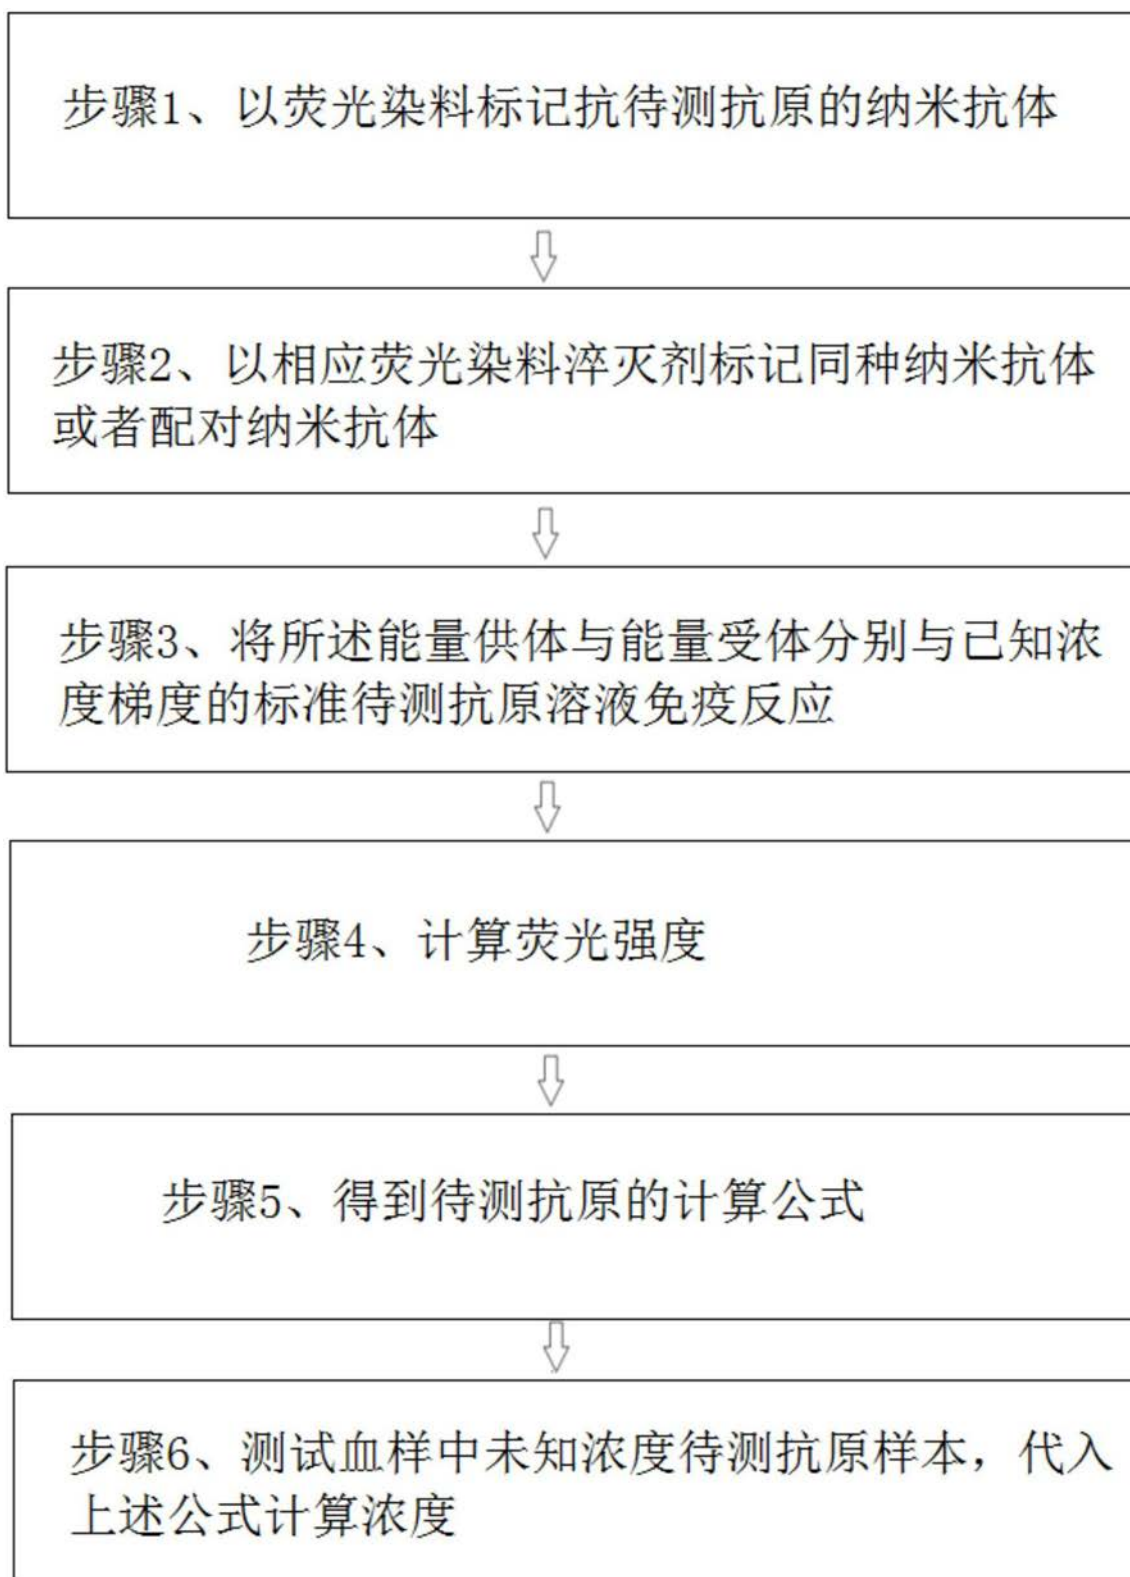 步骤1、以荧光染料标记抗待测抗原的纳米抗体
步骤2、以相应荧光染料淬灭剂标记同种纳米抗体
或者配对纳米抗体
步骤3、将所述能量供体与能量受体分别与已知浓
度梯度的标准待测抗原溶液免疫反应
步骤4、计算荧光强度
步骤5、得到待测抗原的计算公式
步骤6、测试血样中未知浓度待测抗原样本，代入
上述公式计算浓度